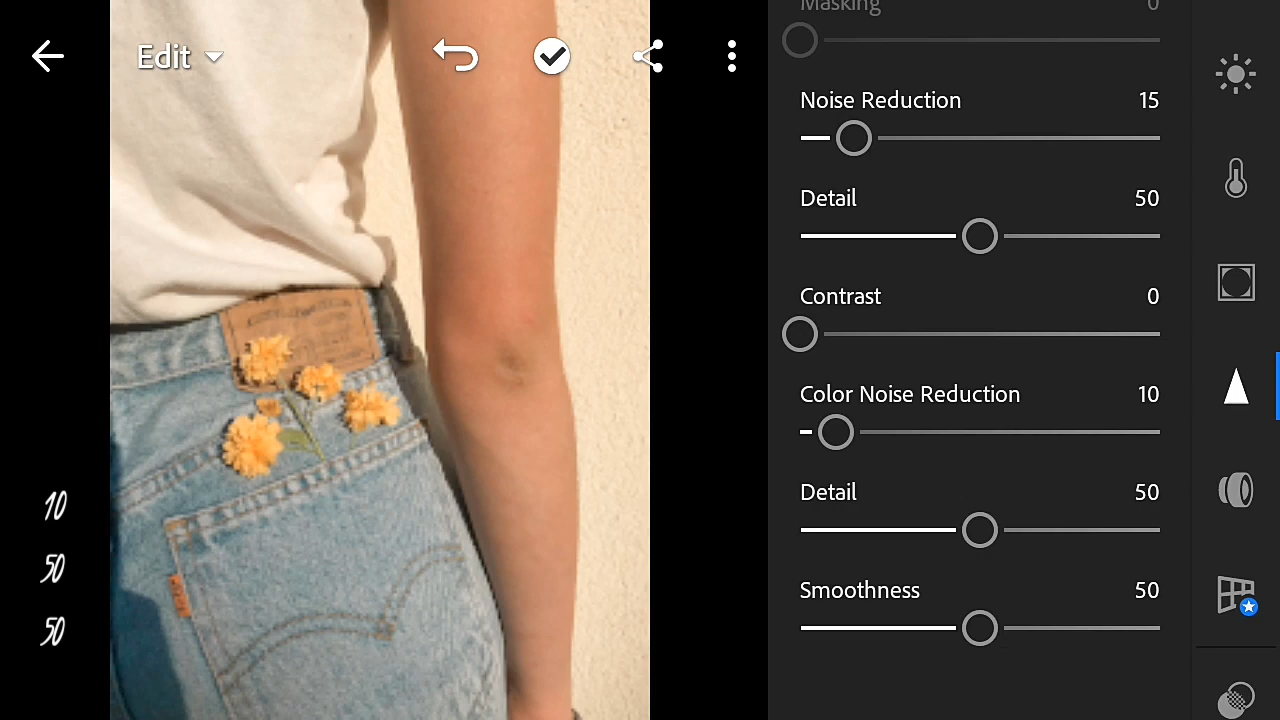 Edit
Masking 0
Noise Reduction 15
Detail 50
Contrast 0
Color Noise Reduction 10
Detail 50
Smoothness 50
10
50
50